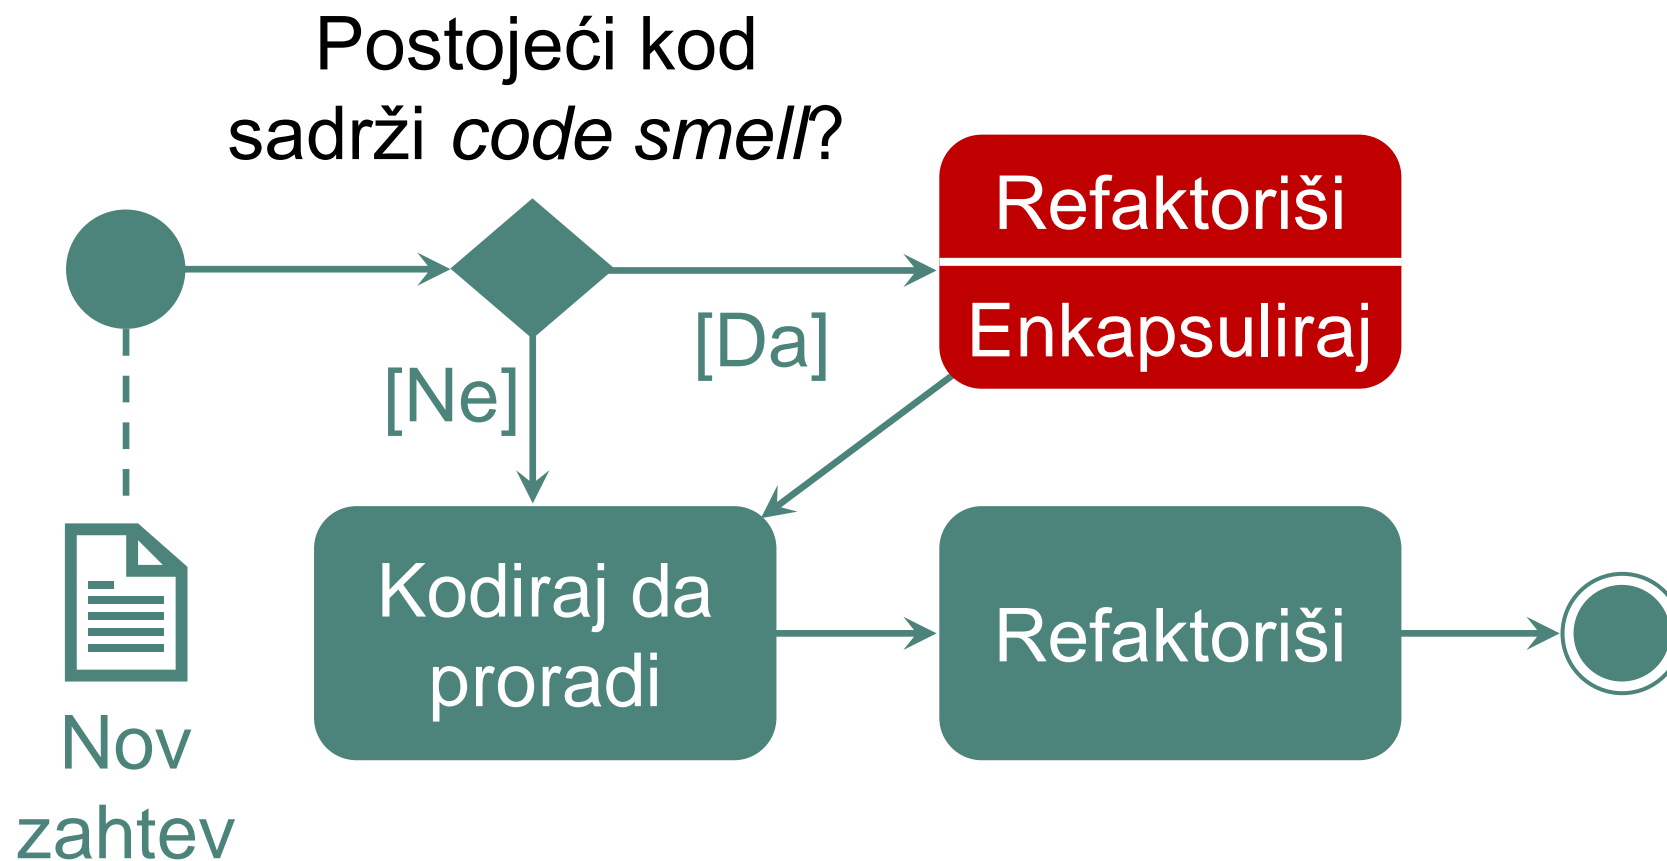 Postojeći kod
sadrži code smell?
Refaktoriši
Enkapsuliraj
[Da]
[Ne]
Kodiraj da
proradi
Refaktoriši
Nov
zahtev